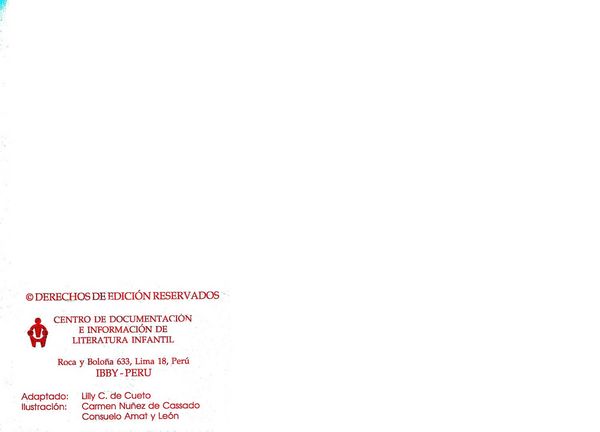 © DERECHOS DE EDICIÓN RESERVADOS
CENTRO DE DOCUMENTACIÓN
E INFORMACIÓN DE
LITERATURA INFANTIL
Roca y Boloña 633, Lima 18, Perú
IBBY - PERU
Adaptado: Lilly C. de Cueto
Ilustración: Carmen Nuñez de Cassado
Consuelo Amat y León